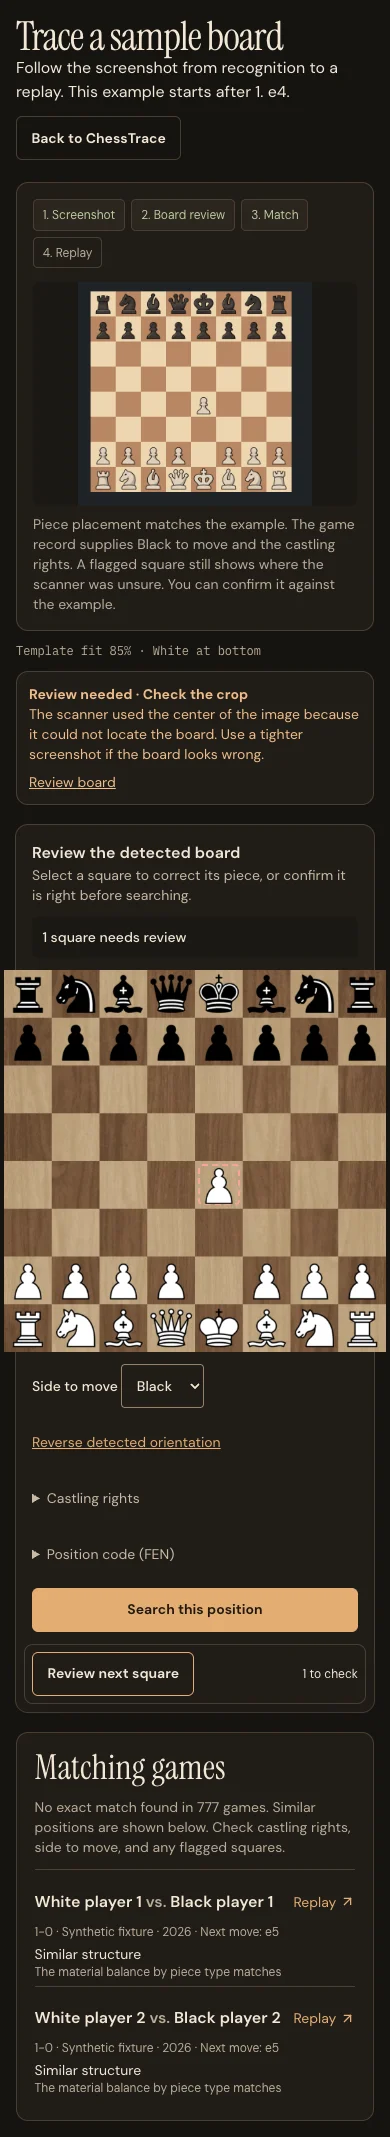 Trace a sample board
Follow the screenshot from recognition to a
replay. This example starts after 1. e4.
Back to ChessTrace
1. Screenshot
2. Board review
3. Match
4. Replay
Piece placement matches the example. The game
record supplies Black to move and the castling
rights. A flagged square still shows where the
scanner was unsure. You can confirm it against
the example.
Template fit 85% · White at bottom
Review needed · Check the crop
The scanner used the center of the image because
it could not locate the board. Use a tighter
screenshot if the board looks wrong.
Review board
Review the detected board
Select a square to correct its piece, or confirm it
is right before searching.
1 square needs review
Side to move Black
Reverse detected orientation
Castling rights
Position code (FEN)
Search this position
Review next square 1 to check
Matching games
No exact match found in 777 games. Similar
positions are shown below. Check castling rights,
side to move, and any flagged squares.
White player 1 vs. Black player 1 Replay ↗
1-0 · Synthetic fixture · 2026 · Next move: e5
Similar structure
The material balance by piece type matches
White player 2 vs. Black player 2 Replay ↗
1-0 · Synthetic fixture · 2026 · Next move: e5
Similar structure
The material balance by piece type matches